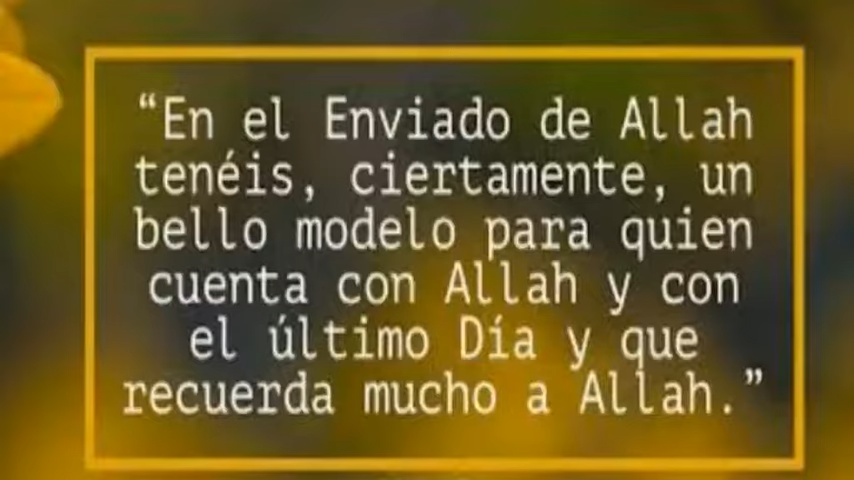 “En el Enviado de Allah
tenéis, ciertamente, un
bello modelo para quien
cuenta con Allah y con
el último Día y que
recuerda mucho a Allah.”